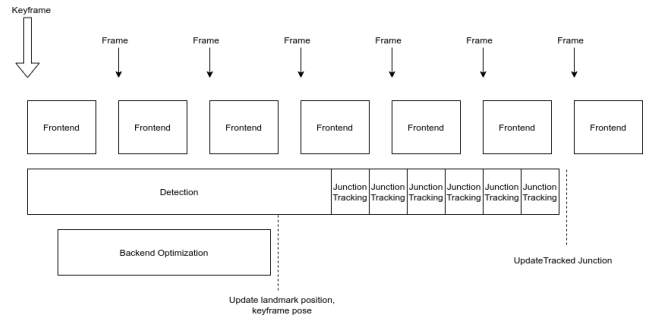 Keyframe
Frame Frame Frame Frame Frame Frame
Frontend Frontend Frontend Frontend Frontend Frontend Frontend
Detection
Junction Junction Junction Junction Junction Junction
Tracking Tracking Tracking Tracking Tracking Tracking
Backend Optimization
UpdateTracked Junction
Update landmark position,
keyframe pose